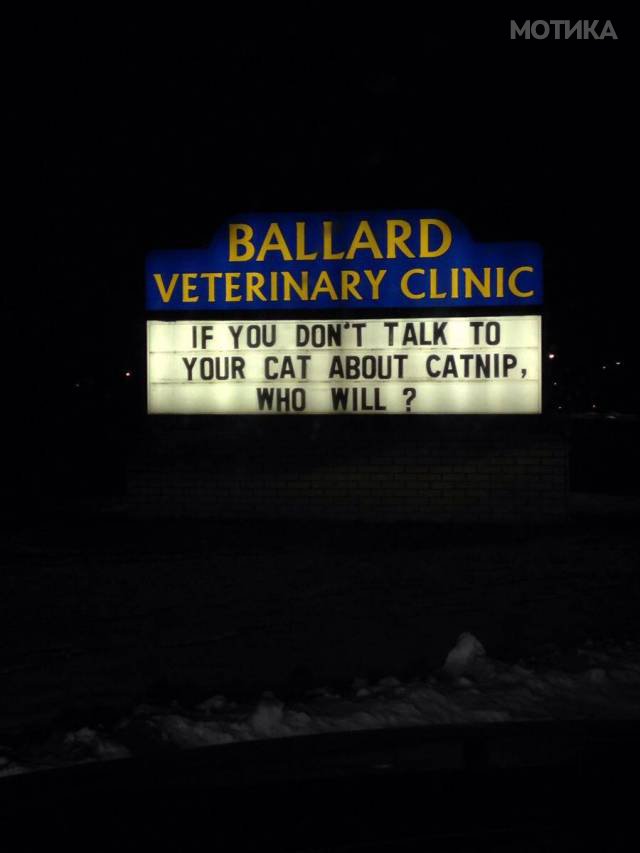 МОТИКА
BALLARD
VETERINARY CLINIC
IF YOU DON'T TALK TO
YOUR CAT ABOUT CATNIP,
WHO WILL ?